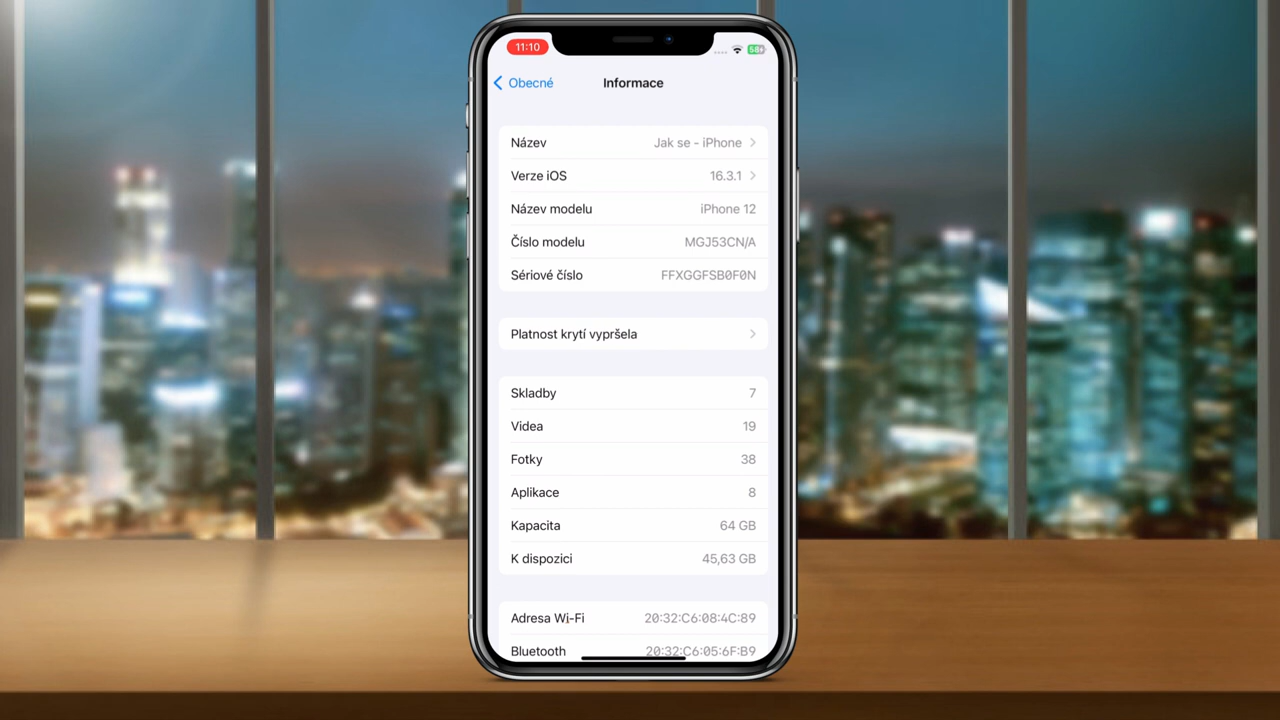 11:10
58
Obecné
Informace
Název Jak se - iPhone
Verze iOS 16.3.1
Název modelu iPhone 12
Číslo modelu MGJ53CN/A
Sériové číslo FFXGGFSB0F0N
Platnost krytí vypršela
Skladby 7
Videa 19
Fotky 38
Aplikace 8
Kapacita 64 GB
K dispozici 45,63 GB
Adresa Wi-Fi 20:32:C6:08:4C:89
Bluetooth 20:32:C6:05:6F:B9